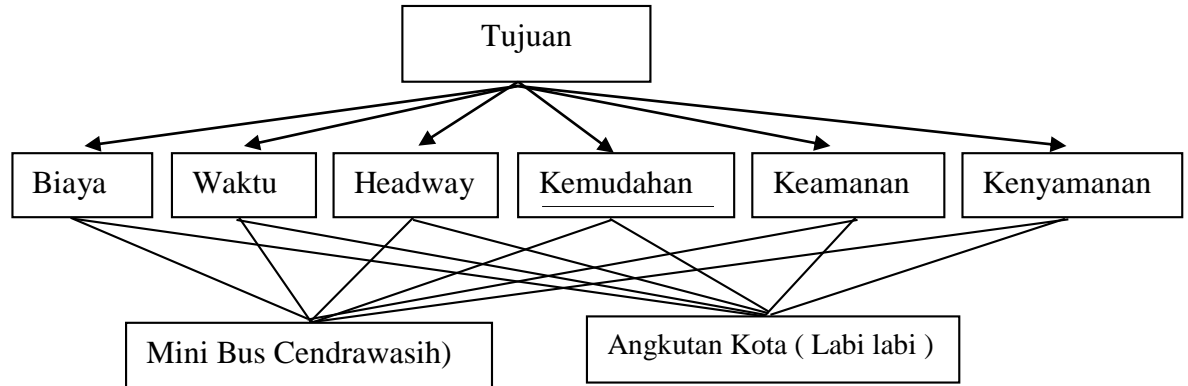 Tujuan
Biaya
Waktu
Headway
Kemudahan
Keamanan
Kenyamanan
Mini Bus Cendrawasih)
Angkutan Kota ( Labi labi )